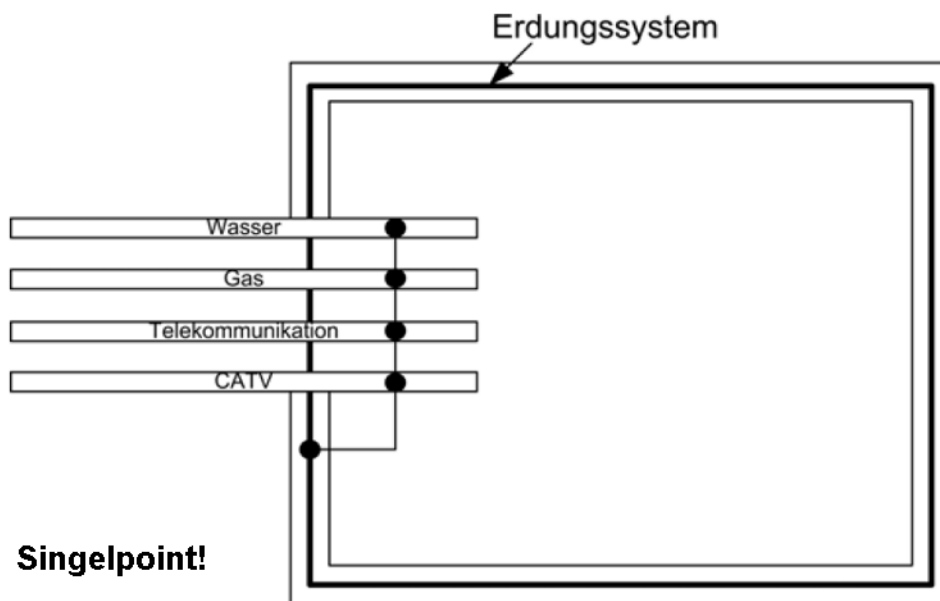 Erdungssystem
Wasser
Gas
Telekommunikation
CATV
Singelpoint!